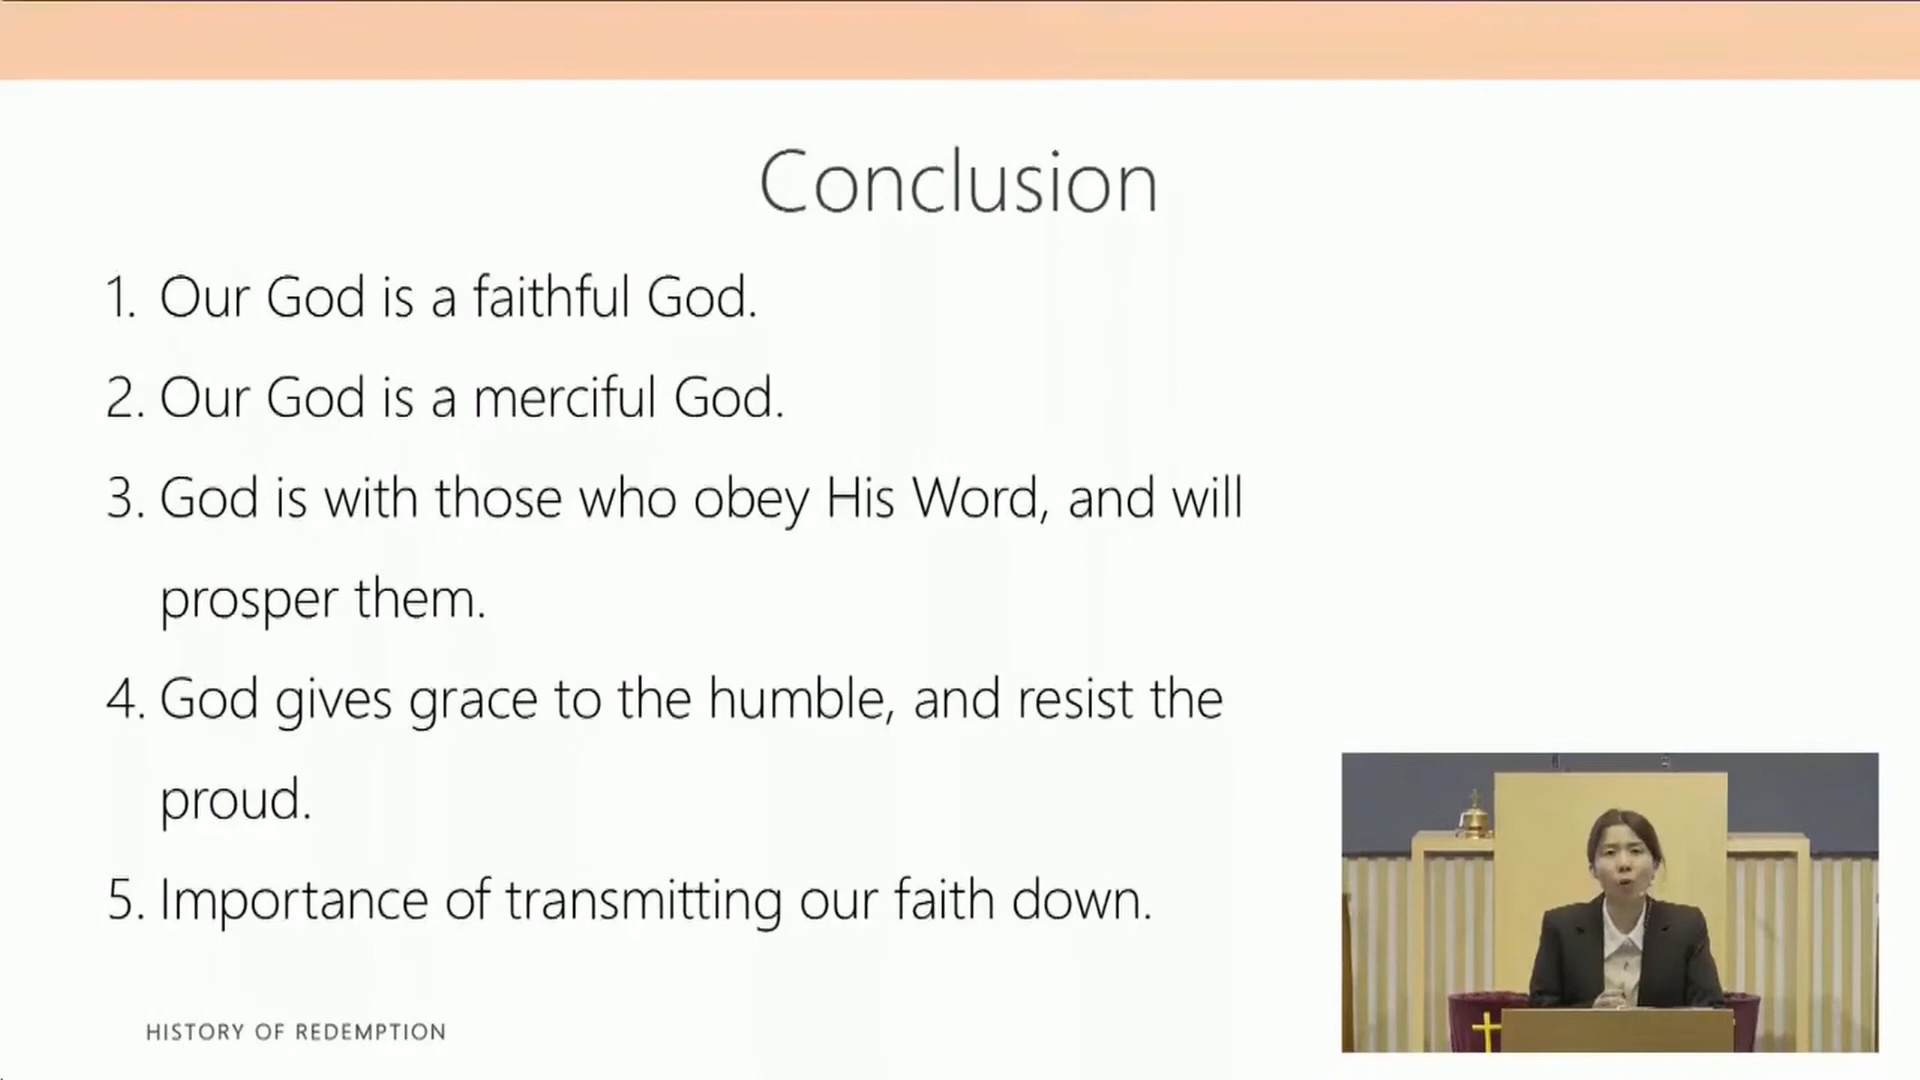 Conclusion
1. Our God is a faithful God.
2. Our God is a merciful God.
3. God is with those who obey His Word, and will
prosper them.
4. God gives grace to the humble, and resist the
proud.
5. Importance of transmitting our faith down.
HISTORY OF REDEMPTION